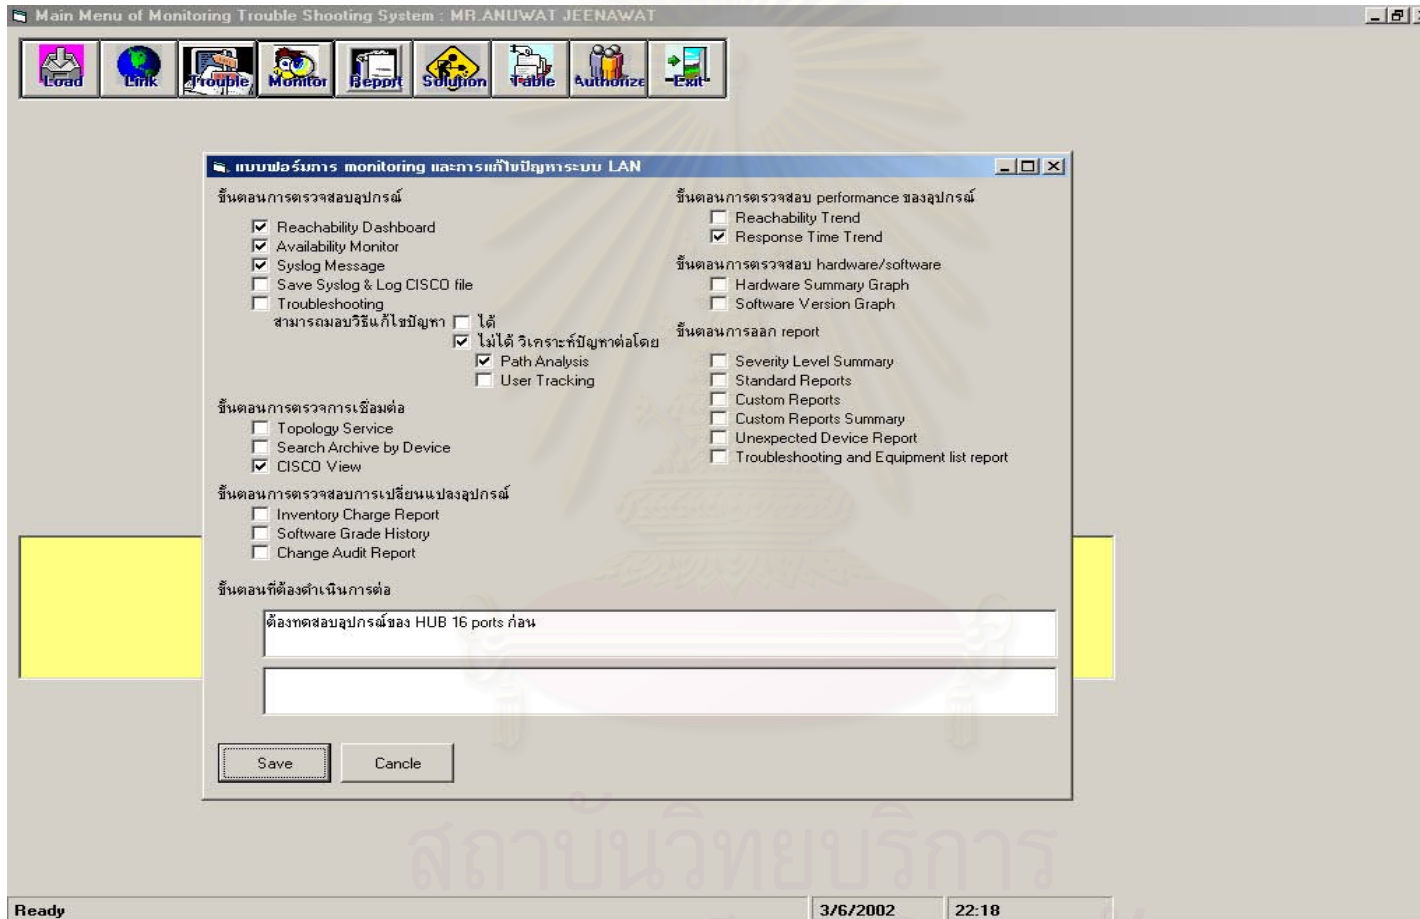 Main Menu of Monitoring Trouble Shooting System : MR.ANUWAT JEENAWAT
Load Link Trouble Monitor Report Solution Table Authorize Exit
แบบฟอร์มการ monitoring และการแก้ไขปัญหาระบบ LAN
ขั้นตอนการตรวจสอบอุปกรณ์
Reachability Dashboard
Availability Monitor
Syslog Message
Save Syslog & Log CISCO file
Troubleshooting
สามารถมอบวิธีแก้ไขปัญหา ได้
ไม่ได้ วิเคราะห์ปัญหาต่อโดย
Path Analysis
User Tracking
ขั้นตอนการตรวจการเชื่อมต่อ
Topology Service
Search Archive by Device
CISCO View
ขั้นตอนการตรวจสอบการเปลี่ยนแปลงอุปกรณ์
Inventory Charge Report
Software Grade History
Change Audit Report
ขั้นตอนการตรวจสอบ performance ของอุปกรณ์
Reachability Trend
Response Time Trend
ขั้นตอนการตรวจสอบ hardware/software
Hardware Summary Graph
Software Version Graph
ขั้นตอนการออก report
Severity Level Summary
Standard Reports
Custom Reports
Custom Reports Summary
Unexpected Device Report
Troubleshooting and Equipment list report
ขั้นตอนที่ต้องดำเนินการต่อ
ต้องทดสอบอุปกรณ์ของ HUB 16 ports ก่อน
Save Cancle
สถาบันวิทยบริการ
Ready 3/6/2002 22:18